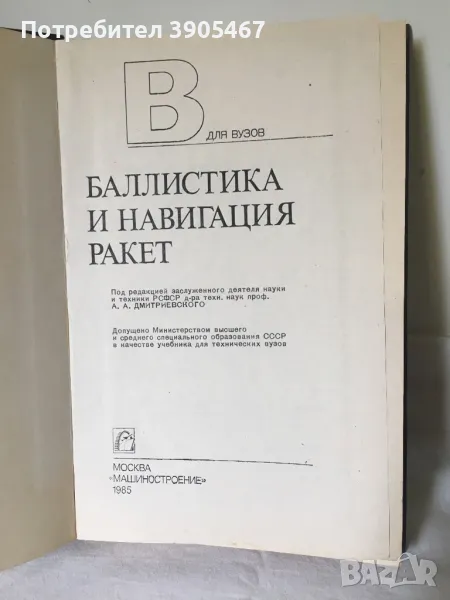 Потребител 3905467
В
ДЛЯ ВУЗОВ
БАЛЛИСТИКА
И НАВИГАЦИЯ
РАКЕТ
Под редакцией заслуженного деятеля науки
и техники РСФСР д-ра техн. наук проф.
А. А. ДМИТРИЕВСКОГО
Допущено Министерством высшего
и среднего специального образования СССР
в качестве учебника для технических вузов
МОСКВА
«МАШИНОСТРОЕНИЕ»
1985
BAZAR